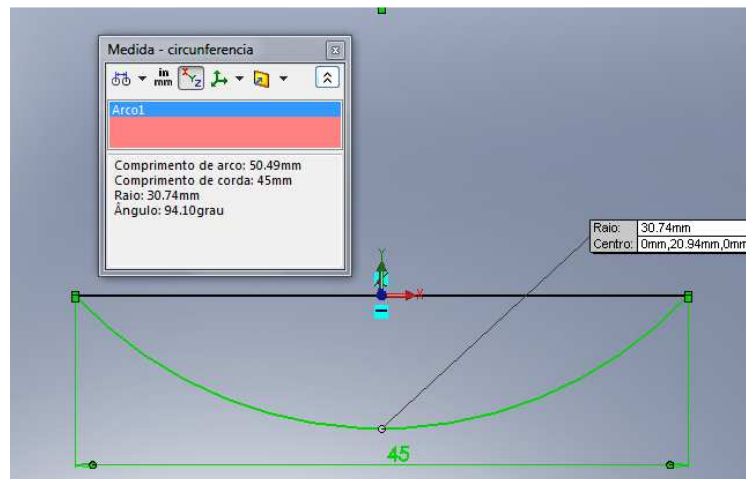 Medida - circunferencia
in
mm
X Y Z
Arco1
Comprimento de arco: 50.49mm
Comprimento de corda: 45mm
Raio: 30.74mm
Ângulo: 94.10grau
Raio: 30.74mm
Centro: 0mm,20.94mm,0mm
Y
X
45